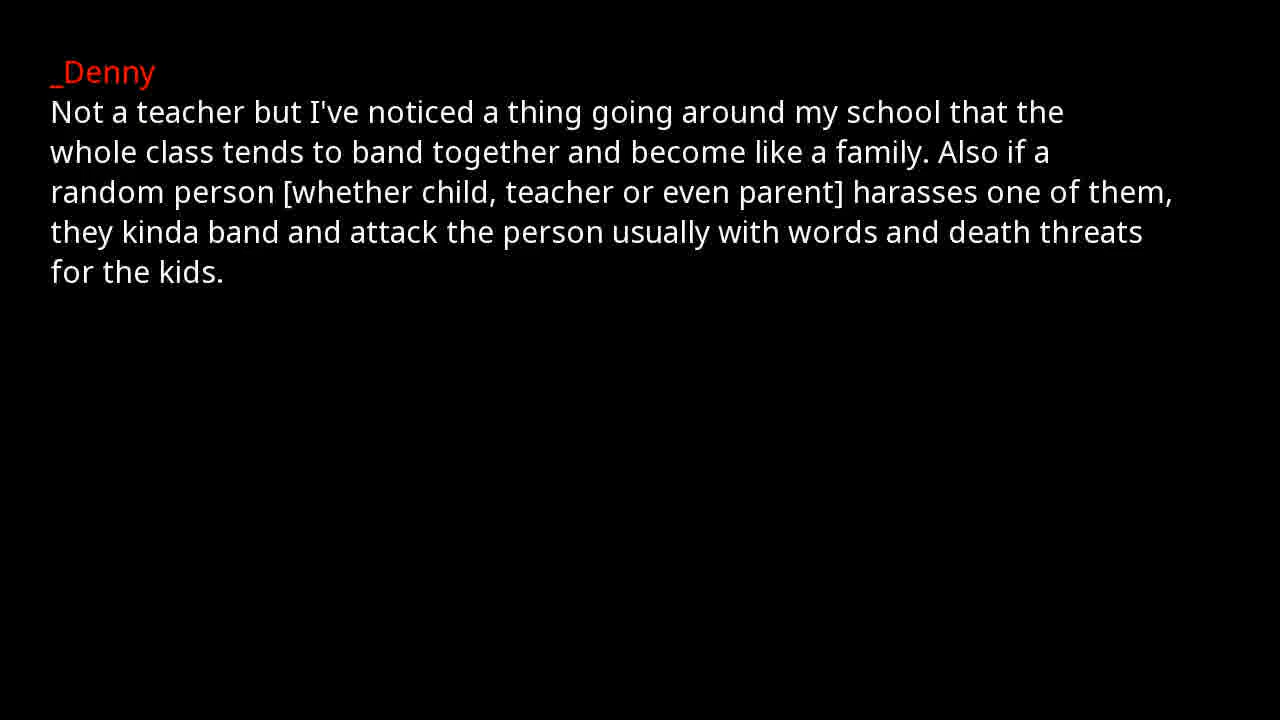 _Denny
Not a teacher but I've noticed a thing going around my school that the
whole class tends to band together and become like a family. Also if a
random person [whether child, teacher or even parent] harasses one of them,
they kinda band and attack the person usually with words and death threats
for the kids.